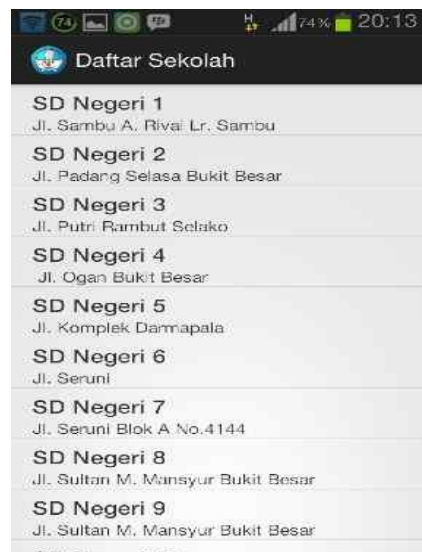 74
H
74% 20:13
Daftar Sekolah
SD Negeri 1
Jl. Sambu A. Rivai Lr. Sambu
SD Negeri 2
Jl. Padang Selasa Bukit Besar
SD Negeri 3
Jl. Putri Rambut Selako
SD Negeri 4
Jl. Ogan Bukit Besar
SD Negeri 5
Jl. Komplek Darmapala
SD Negeri 6
Jl. Seruni
SD Negeri 7
Jl. Seruni Blok A No.4144
SD Negeri 8
Jl. Sultan M. Mansyur Bukit Besar
SD Negeri 9
Jl. Sultan M. Mansyur Bukit Besar